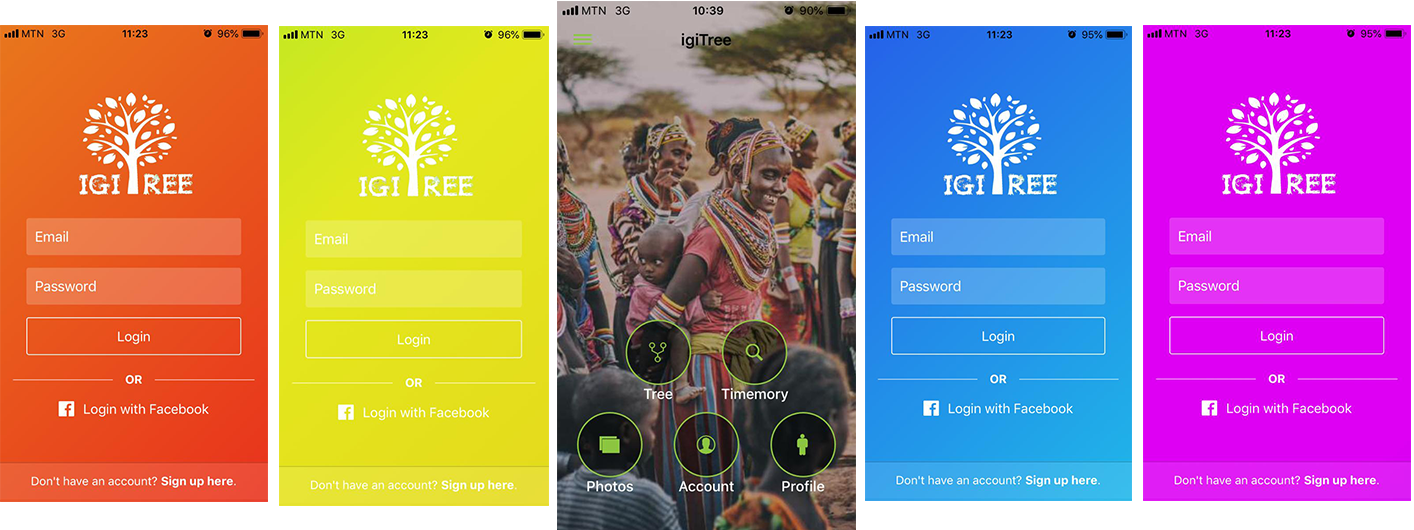 MTN 3G 11:23 96%
IGI TREE
Email
Password
Login
OR
Login with Facebook
Don't have an account? Sign up here.
MTN 3G 11:23 96%
IGI TREE
Email
Password
Login
OR
Login with Facebook
Don't have an account? Sign up here.
MTN 3G 10:39 90%
igiTree
Tree Timemory
Photos Account Profile
MTN 3G 11:23 95%
IGI TREE
Email
Password
Login
OR
Login with Facebook
Don't have an account? Sign up here.
MTN 3G 11:23 95%
IGI TREE
Email
Password
Login
OR
Login with Facebook
Don't have an account? Sign up here.